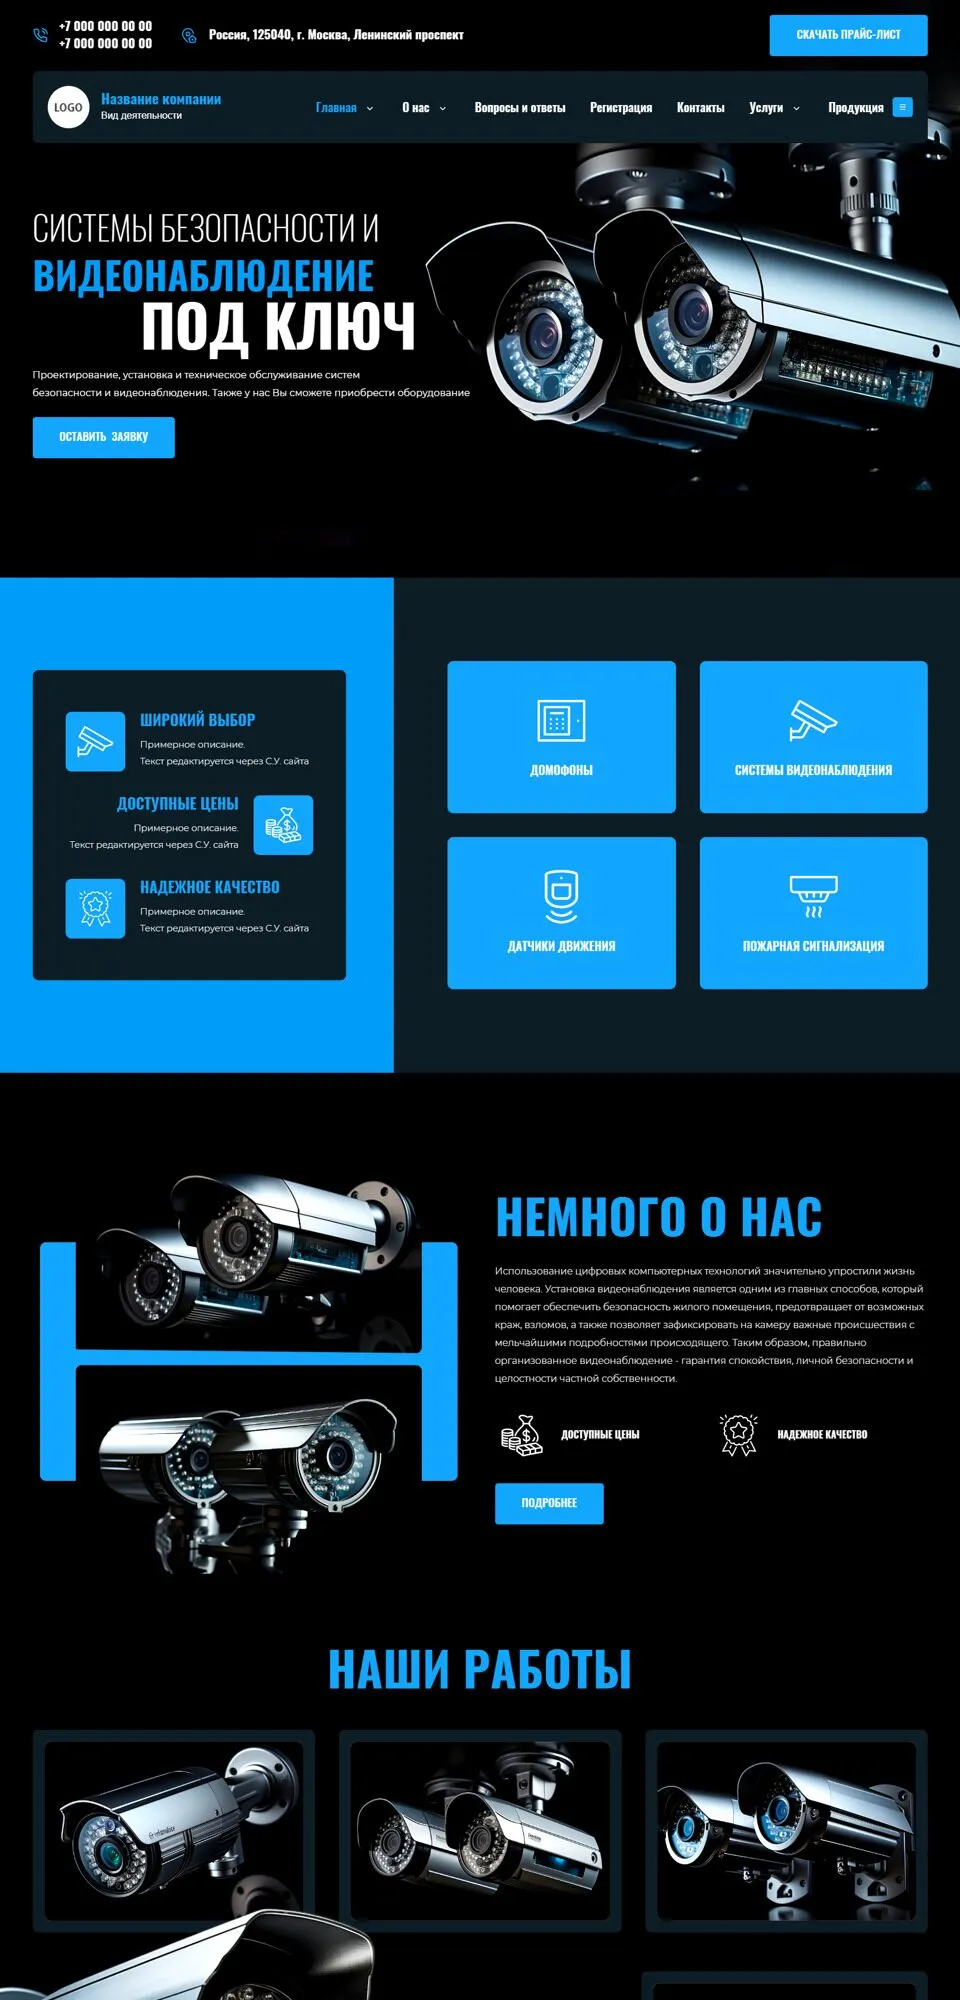 +7 000 000 00 00
+7 000 000 00 00
Россия, 125040, г. Москва, Ленинский проспект
СКАЧАТЬ ПРАЙС-ЛИСТ
LOGO
Название компании
Вид деятельности
Главная
О нас
Вопросы и ответы
Регистрация
Контакты
Услуги
Продукция
СИСТЕМЫ БЕЗОПАСНОСТИ И
ВИДЕОНАБЛЮДЕНИЕ
ПОД КЛЮЧ
Проектирование, установка и техническое обслуживание систем
безопасности и видеонаблюдения. Также у нас Вы сможете приобрести оборудование
ОСТАВИТЬ ЗАЯВКУ
ШИРОКИЙ ВЫБОР
Примерное описание.
Текст редактируется через С.У. сайта
ДОСТУПНЫЕ ЦЕНЫ
Примерное описание.
Текст редактируется через С.У. сайта
НАДЕЖНОЕ КАЧЕСТВО
Примерное описание.
Текст редактируется через С.У. сайта
ДОМОФОНЫ
СИСТЕМЫ ВИДЕОНАБЛЮДЕНИЯ
ДАТЧИКИ ДВИЖЕНИЯ
ПОЖАРНАЯ СИГНАЛИЗАЦИЯ
НЕМНОГО О НАС
Использование цифровых компьютерных технологий значительно упростили жизнь
человека. Установка видеонаблюдения является одним из главных способов, который
помогает обеспечить безопасность жилого помещения, предотвращает от возможных
краж, взломов, а также позволяет зафиксировать на камеру важные происшествия с
мельчайшими подробностями происходящего. Таким образом, правильно
организованное видеонаблюдение - гарантия спокойствия, личной безопасности и
целостности частной собственности.
ДОСТУПНЫЕ ЦЕНЫ
НАДЕЖНОЕ КАЧЕСТВО
ПОДРОБНЕЕ
НАШИ РАБОТЫ